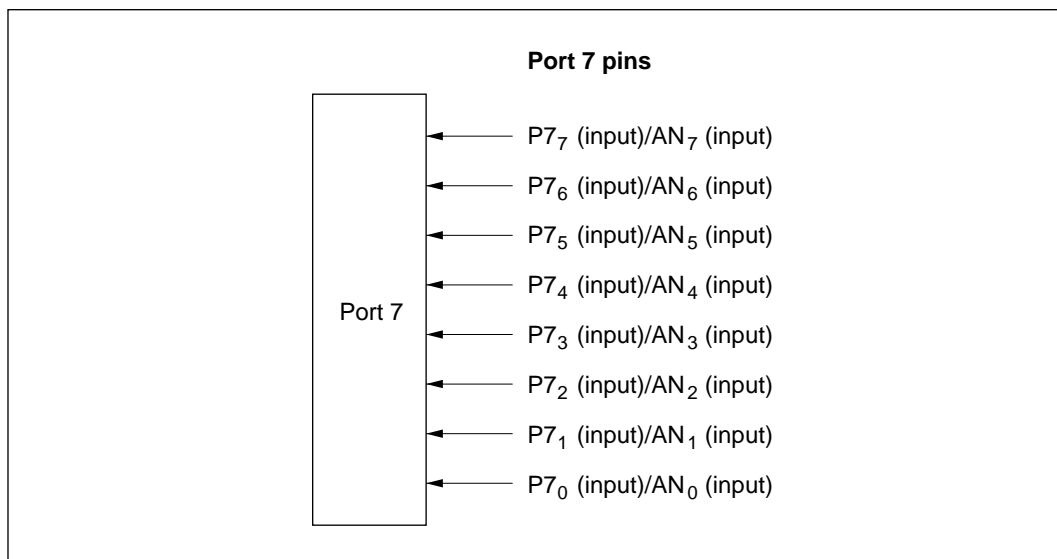 Port 7 pins
P7₇ (input)/AN₇ (input)
P7₆ (input)/AN₆ (input)
P7₅ (input)/AN₅ (input)
P7₄ (input)/AN₄ (input)
Port 7
P7₃ (input)/AN₃ (input)
P7₂ (input)/AN₂ (input)
P7₁ (input)/AN₁ (input)
P7₀ (input)/AN₀ (input)